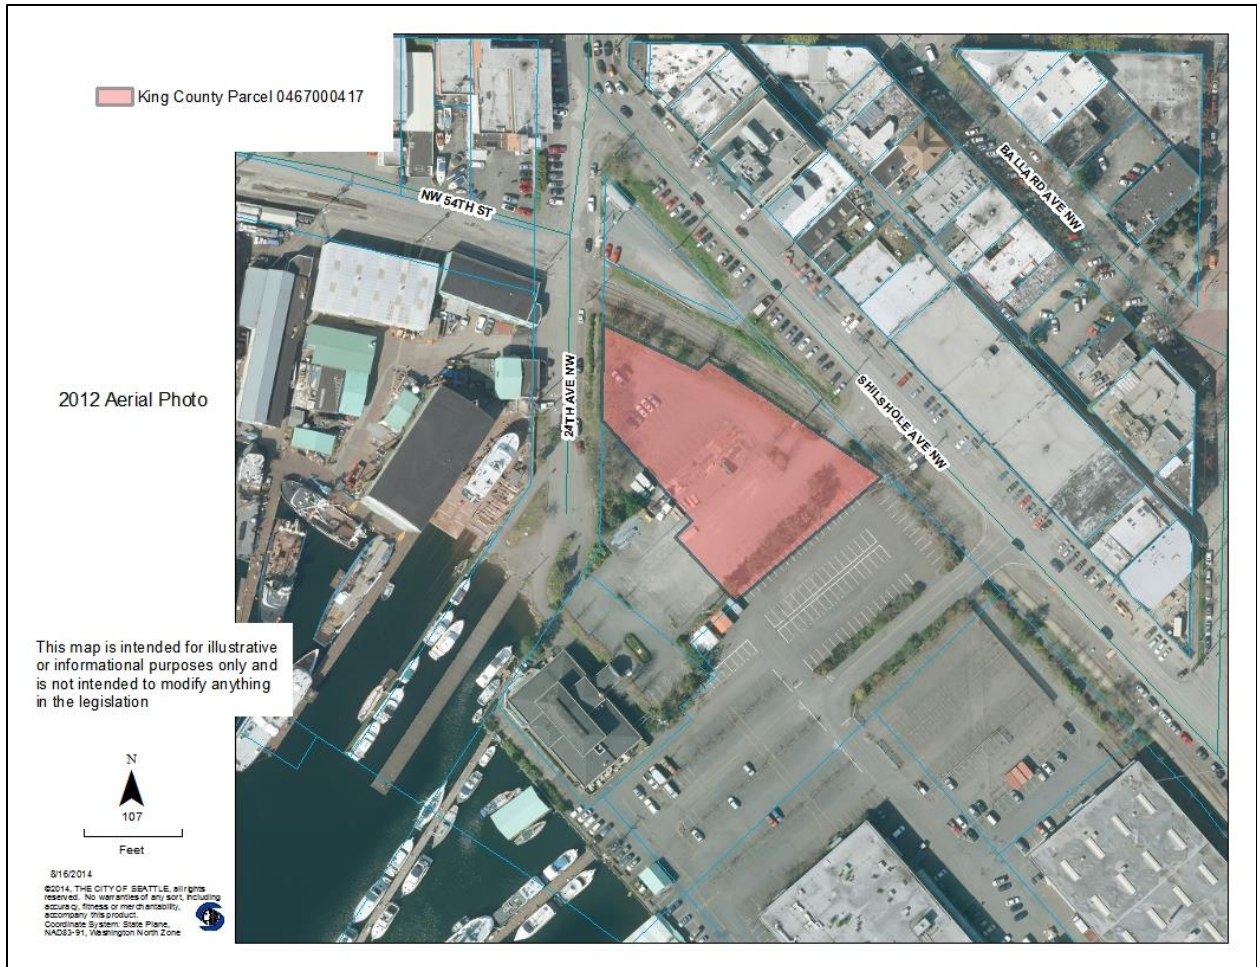 King County Parcel 0467000417
BALLARD AVE NW
NW 54TH ST
2012 Aerial Photo
24TH AVE NW
SHILSHOLE AVE NW
This map is intended for illustrative
or informational purposes only and
is not intended to modify anything
in the legislation
N
107
Feet
8/16/2014
©2014, THE CITY OF SEATTLE, all rights
reserved. No warranties of any sort, including
accuracy, fitness or merchantability,
accompany this product.
Coordinate System: State Plane,
NAD83-91, Washington North Zone